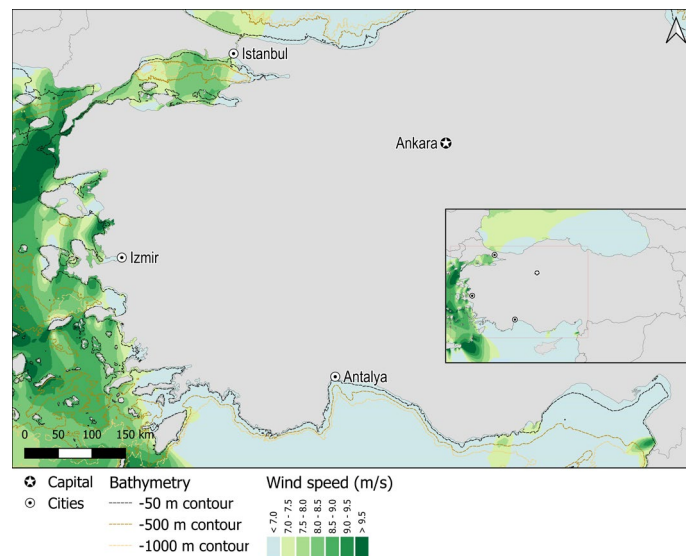 Istanbul
Ankara
Izmir
Antalya
0 50 100 150 km
Capital
Cities
Bathymetry
-50 m contour
-500 m contour
-1000 m contour
Wind speed (m/s)
< 7.0
7.0 - 7.5
7.5 - 8.0
8.0 - 8.5
8.5 - 9.0
9.0 - 9.5
> 9.5